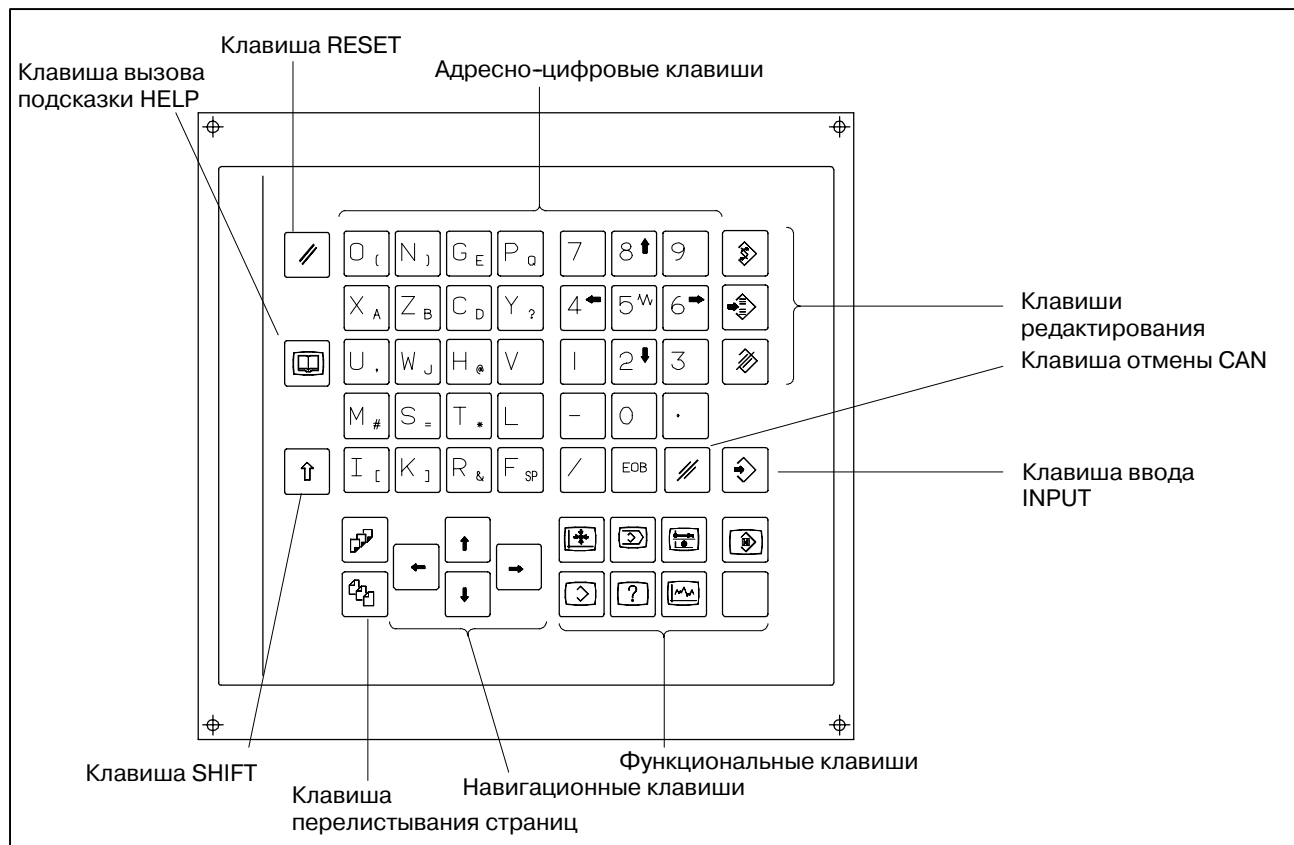 Клавиша RESET
Клавиша вызова
подсказки HELP
Адресно-цифровые клавиши
O ( N ) G E P Q 7 8 9
X A Z B C D Y ? 4 5 6
U , W J H @ V 1 2 3
M # S = T * L - 0 .
I [ K ] R & F SP / EOB
?
Клавиши
редактирования
Клавиша отмены CAN
Клавиша ввода
INPUT
Функциональные клавиши
Навигационные клавиши
Клавиша SHIFT
Клавиша
перелистывания страниц